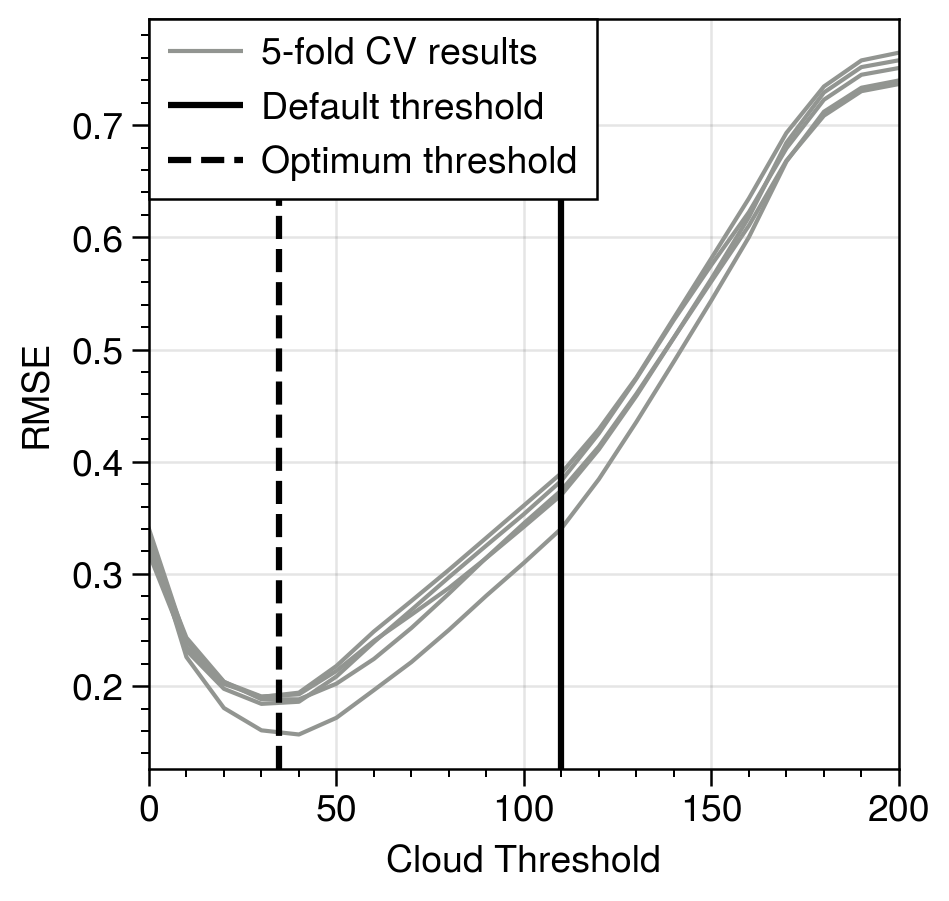 5-fold CV results
Default threshold
Optimum threshold
0.7
0.6
0.5
0.4
0.3
0.2
RMSE
0 50 100 150 200
Cloud Threshold